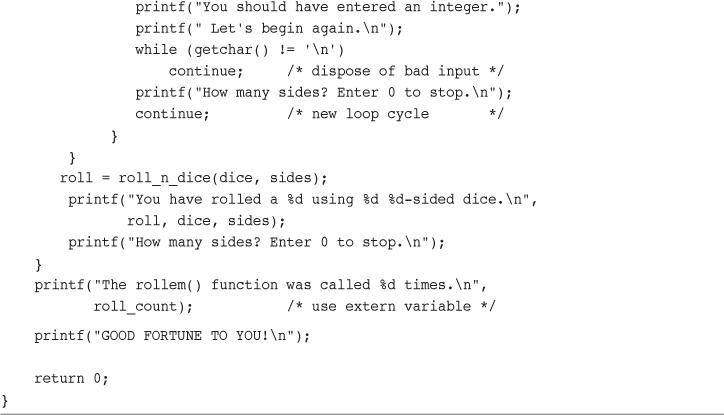 printf("You should have entered an integer.");
printf(" Let's begin again.\n");
while (getchar() != '\n')
continue; /* dispose of bad input */
printf("How many sides? Enter 0 to stop.\n");
continue; /* new loop cycle */
}
}
roll = roll_n_dice(dice, sides);
printf("You have rolled a %d using %d %d-sided dice.\n",
roll, dice, sides);
printf("How many sides? Enter 0 to stop.\n");
}
printf("The rollem() function was called %d times.\n",
roll_count); /* use extern variable */
printf("GOOD FORTUNE TO YOU!\n");
return 0;
}